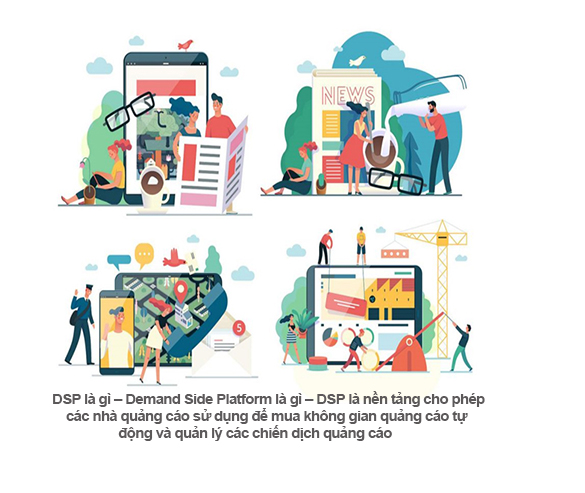 NEWS
5
DSP là gì – Demand Side Platform là gì – DSP là nền tảng cho phép
các nhà quảng cáo sử dụng để mua không gian quảng cáo tự
động và quản lý các chiến dịch quảng cáo